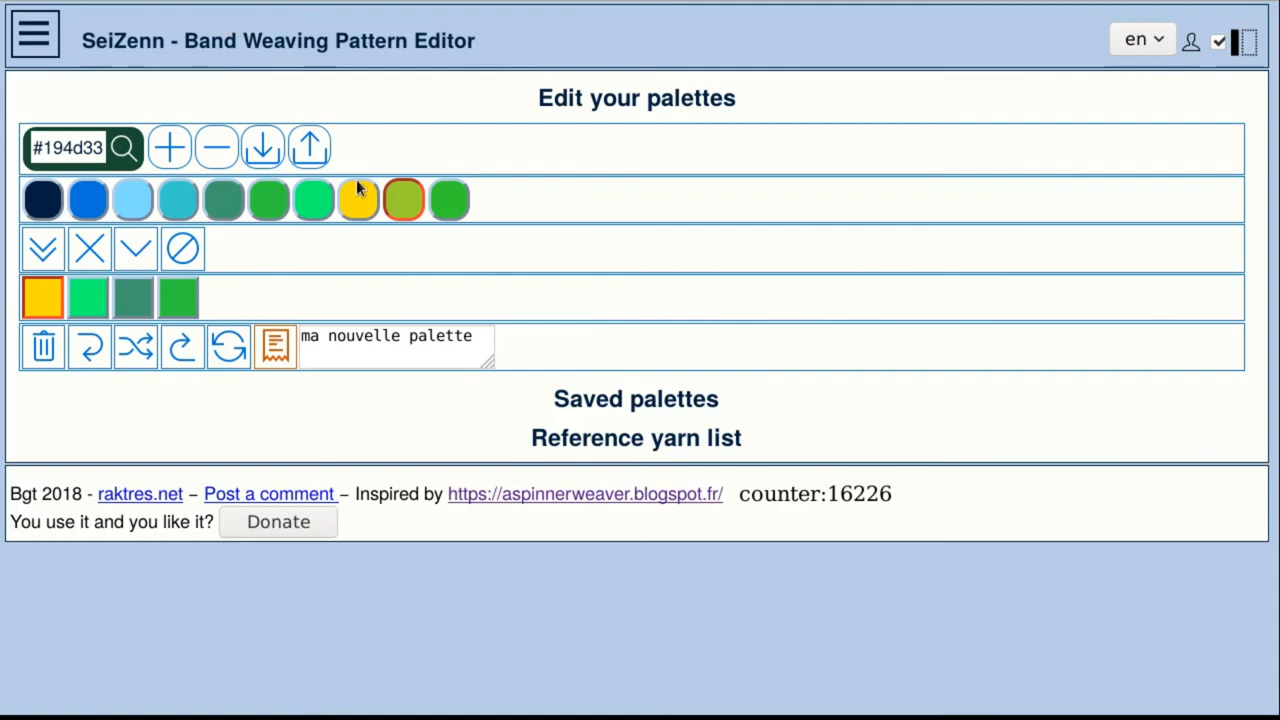 SeiZenn - Band Weaving Pattern Editor
en
Edit your palettes
#194d33
ma nouvelle palette
Saved palettes
Reference yarn list
Bgt 2018 - raktres.net – Post a comment – Inspired by https://aspinnerweaver.blogspot.fr/ counter:16226
You use it and you like it? Donate